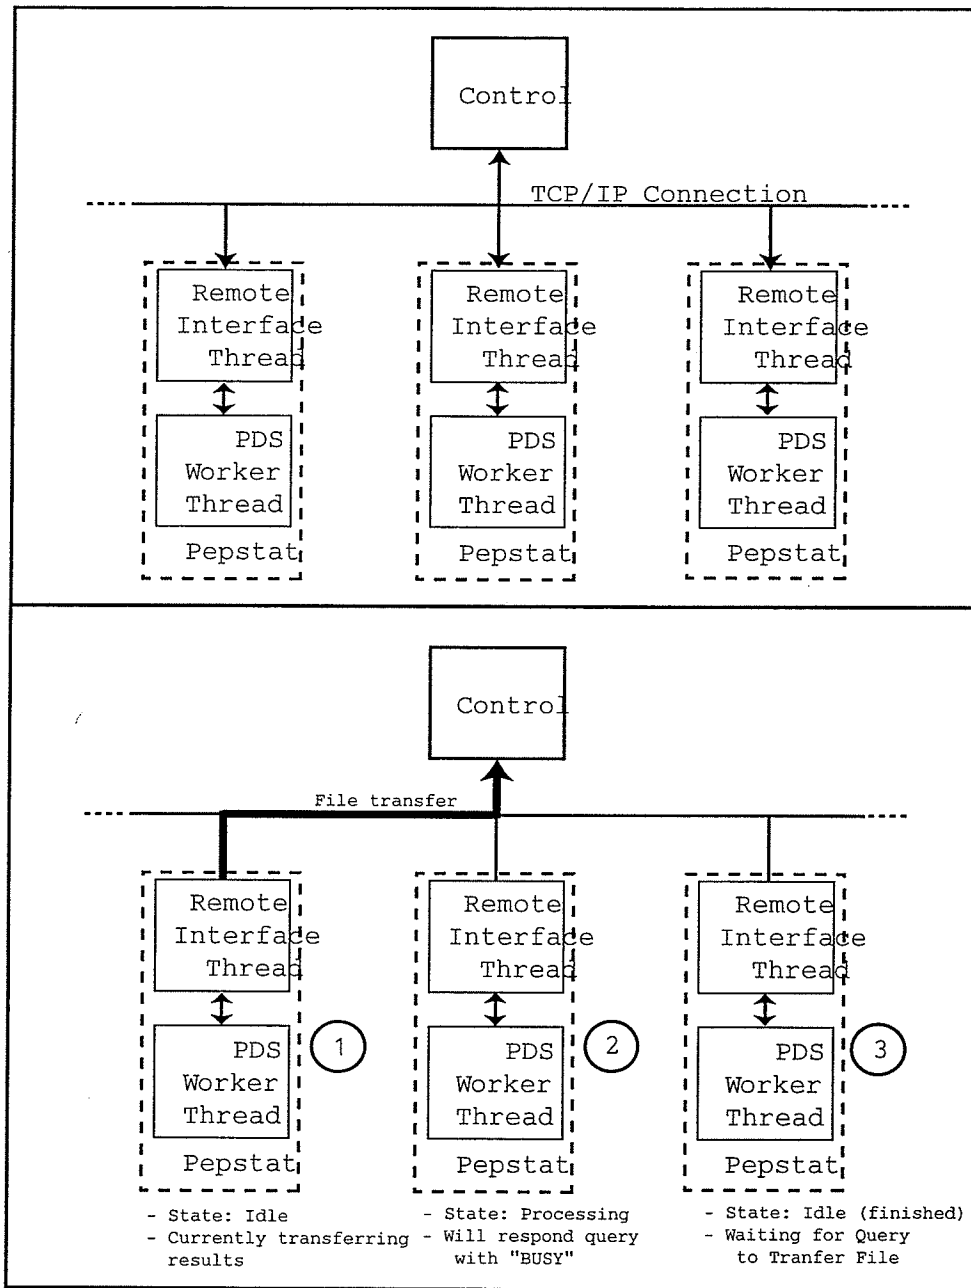 Control
TCP/IP Connection
Remote
Interface
Thread
PDS
Worker
Thread
Pepstat
Remote
Interface
Thread
PDS
Worker
Thread
Pepstat
Remote
Interface
Thread
PDS
Worker
Thread
Pepstat
Control
File transfer
Remote
Interface
Thread
PDS
Worker
Thread
Pepstat
1
- State: Idle
- Currently transferring
results
Remote
Interface
Thread
PDS
Worker
Thread
Pepstat
2
- State: Processing
- Will respond query
with "BUSY"
Remote
Interface
Thread
PDS
Worker
Thread
Pepstat
3
- State: Idle (finished)
- Waiting for Query
to Tranfer File